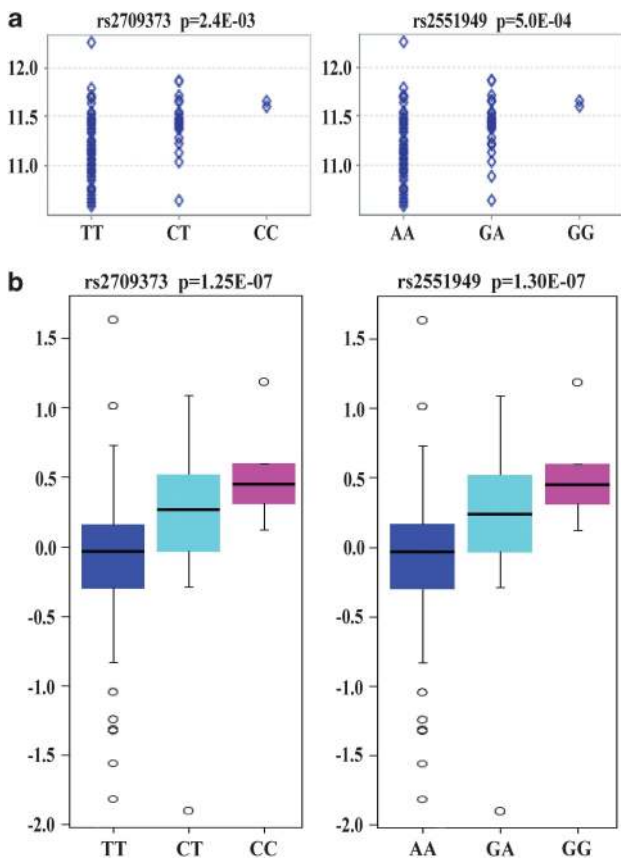 a
rs2709373 p=2.4E-03
12.0
11.5
11.0
TT CT CC
rs2551949 p=5.0E-04
12.0
11.5
11.0
AA GA GG
b
rs2709373 p=1.25E-07
1.5
1.0
0.5
0.0
-0.5
-1.0
-1.5
-2.0
TT CT CC
rs2551949 p=1.30E-07
1.5
1.0
0.5
0.0
-0.5
-1.0
-1.5
-2.0
AA GA GG